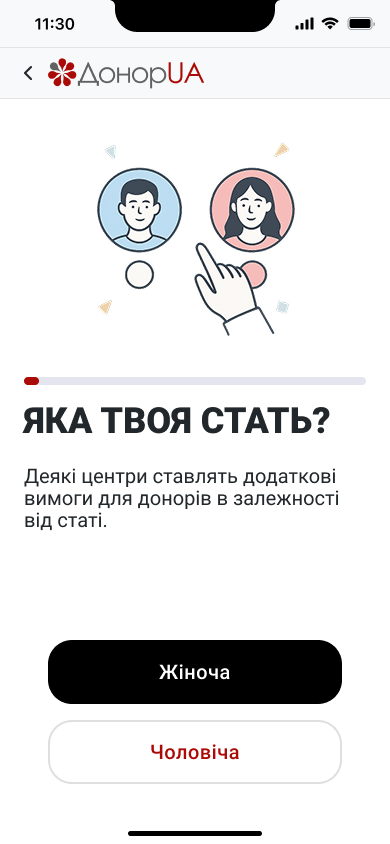 11:30
ДонорUA
ЯКА ТВОЯ СТАТЬ?
Деякі центри ставлять додаткові
вимоги для донорів в залежності
від статі.
Жіноча
Чоловіча